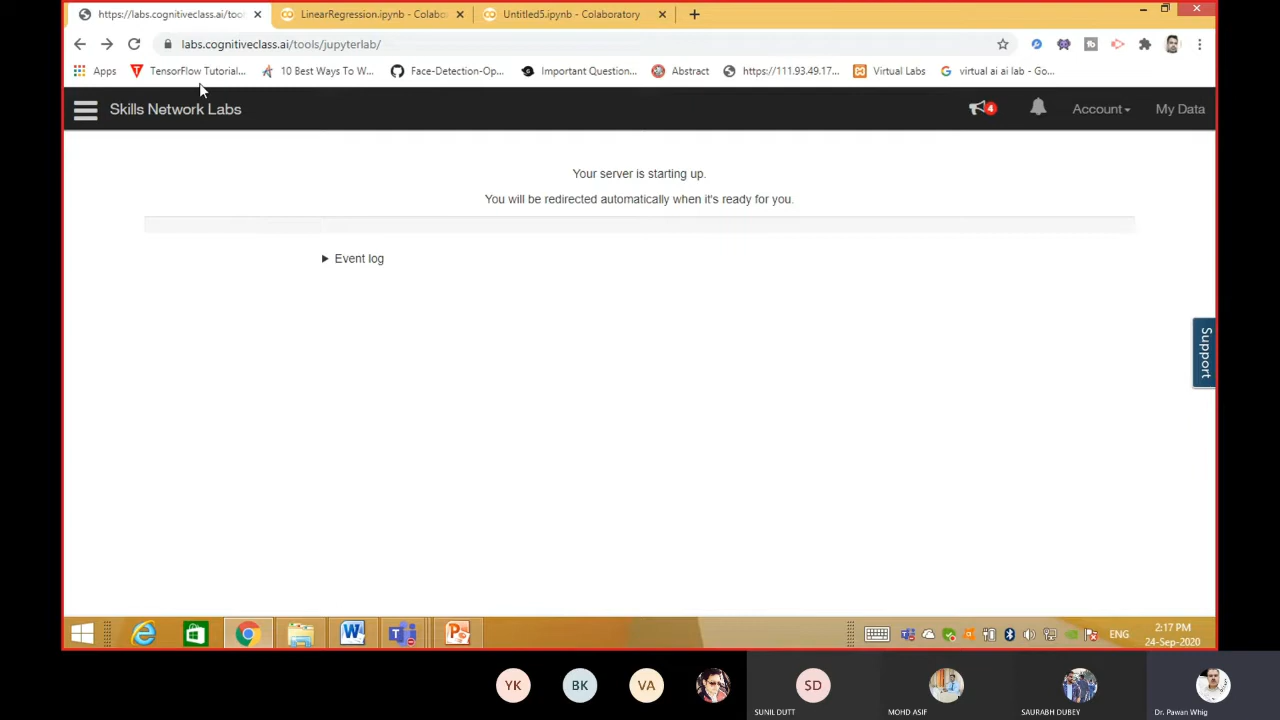 https://labs.cognitiveclass.ai/too
LinearRegression.ipynb - Colabo
Untitled5.ipynb - Colaboratory
labs.cognitiveclass.ai/tools/jupyterlab/
Apps
TensorFlow Tutorial...
10 Best Ways To W...
Face-Detection-Op...
Important Question...
Abstract
https://111.93.49.17...
Virtual Labs
virtual ai ai lab - Go...
Skills Network Labs
4
Account
My Data
Your server is starting up.
You will be redirected automatically when it's ready for you.
Event log
Support
ENG
2:17 PM
24-Sep-2020
YK
BK
VA
SD
SUNIL DUTT
MOHD ASIF
SAURABH DUBEY
Dr. Pawan Whig